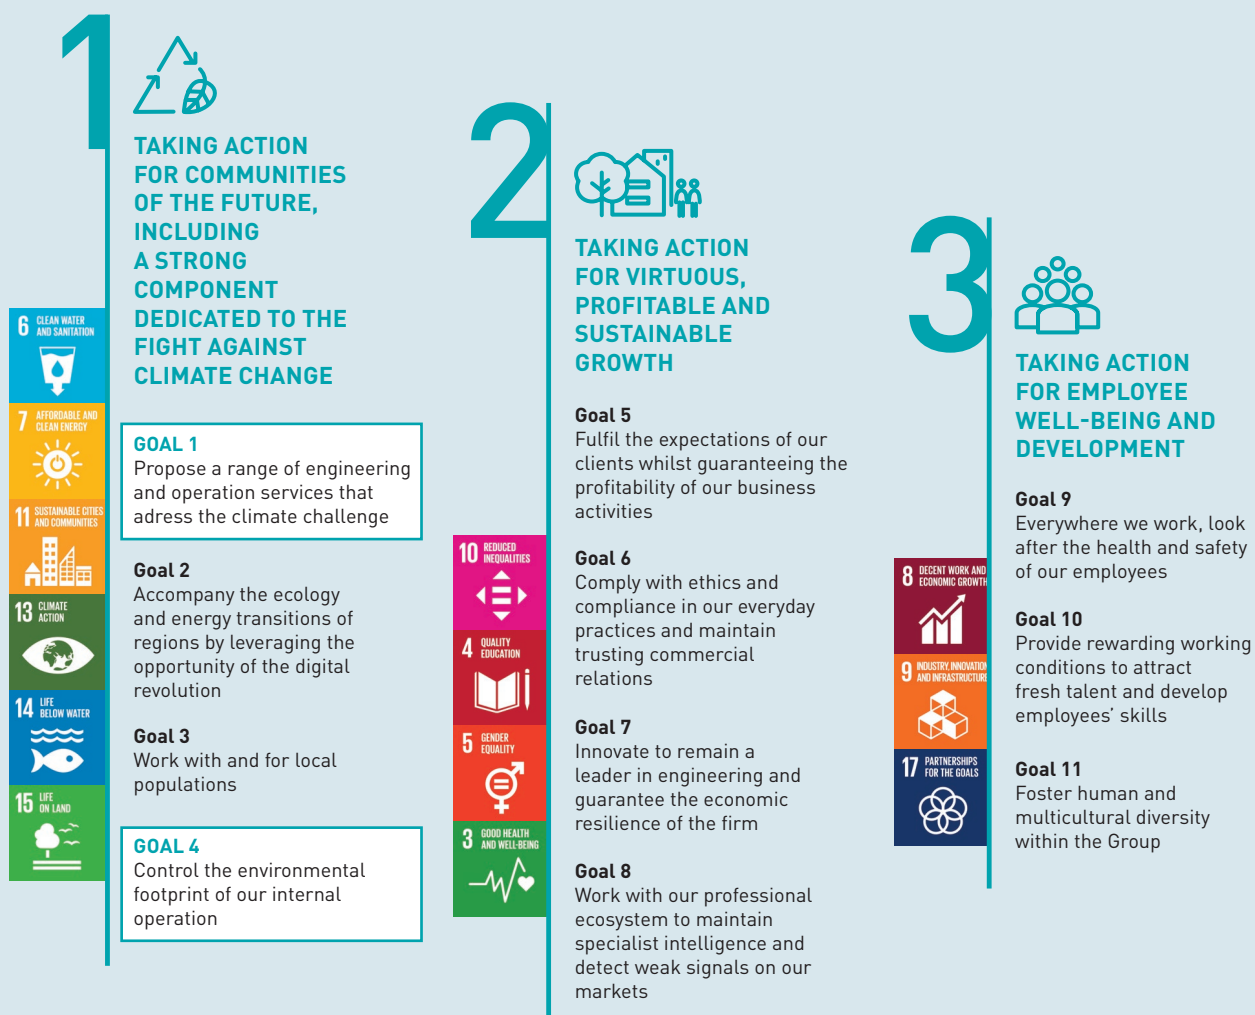 1
TAKING ACTION
FOR COMMUNITIES
OF THE FUTURE,
INCLUDING
A STRONG
COMPONENT
DEDICATED TO THE
FIGHT AGAINST
CLIMATE CHANGE
6 CLEAN WATER
AND SANITATION
7 AFFORDABLE AND
CLEAN ENERGY
11 SUSTAINABLE CITIES
AND COMMUNITIES
13 CLIMATE
ACTION
14 LIFE
BELOW WATER
15 LIFE
ON LAND
GOAL 1
Propose a range of engineering
and operation services that
adress the climate challenge
Goal 2
Accompany the ecology
and energy transitions of
regions by leveraging the
opportunity of the digital
revolution
Goal 3
Work with and for local
populations
GOAL 4
Control the environmental
footprint of our internal
operation
2
TAKING ACTION
FOR VIRTUOUS,
PROFITABLE AND
SUSTAINABLE
GROWTH
10 REDUCED
INEQUALITIES
4 QUALITY
EDUCATION
5 GENDER
EQUALITY
3 GOOD HEALTH
AND WELL-BEING
Goal 5
Fulfil the expectations of our
clients whilst guaranteeing the
profitability of our business
activities
Goal 6
Comply with ethics and
compliance in our everyday
practices and maintain
trusting commercial
relations
Goal 7
Innovate to remain a
leader in engineering and
guarantee the economic
resilience of the firm
Goal 8
Work with our professional
ecosystem to maintain
specialist intelligence and
detect weak signals on our
markets
3
TAKING ACTION
FOR EMPLOYEE
WELL-BEING AND
DEVELOPMENT
8 DECENT WORK AND
ECONOMIC GROWTH
9 INDUSTRY, INNOVATION
AND INFRASTRUCTURE
17 PARTNERSHIPS
FOR THE GOALS
Goal 9
Everywhere we work, look
after the health and safety
of our employees
Goal 10
Provide rewarding working
conditions to attract
fresh talent and develop
employees’ skills
Goal 11
Foster human and
multicultural diversity
within the Group